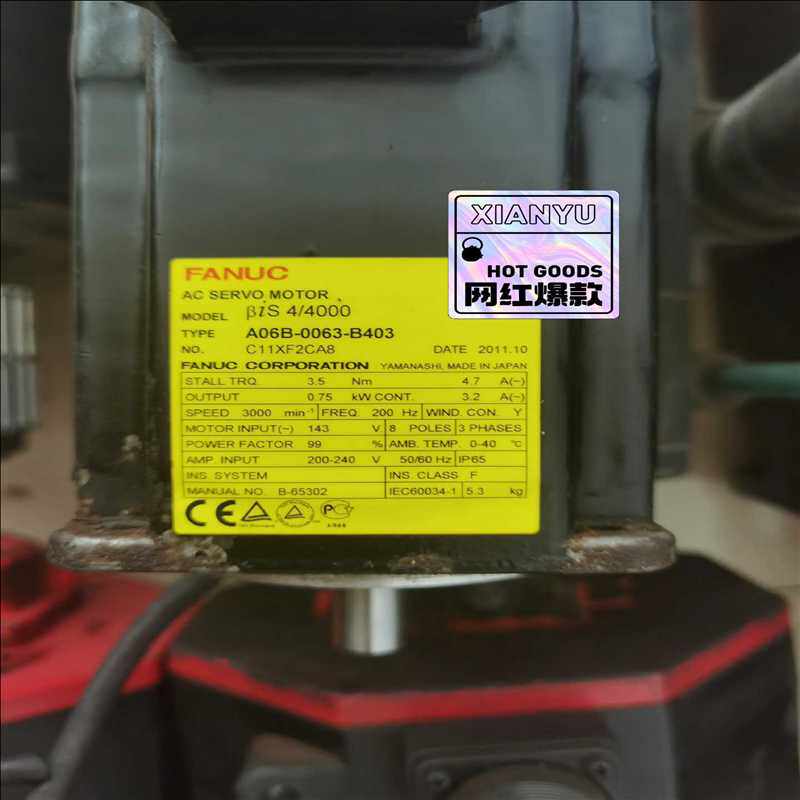 XIANYU
HOT GOODS
网红爆款
FANUC
AC SERVO MOTOR
MODEL βiS 4/4000
TYPE A06B-0063-B403
NO. C11XF2CA8 DATE 2011.10
FANUC CORPORATION YAMANASHI, MADE IN JAPAN
STALL TRQ. 3.5 Nm 4.7 A(~)
OUTPUT 0.75 kW CONT. 3.2 A(~)
SPEED 3000 min⁻¹ FREQ. 200 Hz WIND. CON. Y
MOTOR INPUT(~) 143 V 8 POLES 3 PHASES
POWER FACTOR 99 % AMB. TEMP. 0-40 ℃
AMP. INPUT 200-240 V 50/60 Hz IP65
INS. SYSTEM INS. CLASS F
MANUAL NO. B-65302 IEC60034-1 5.3 kg
CE